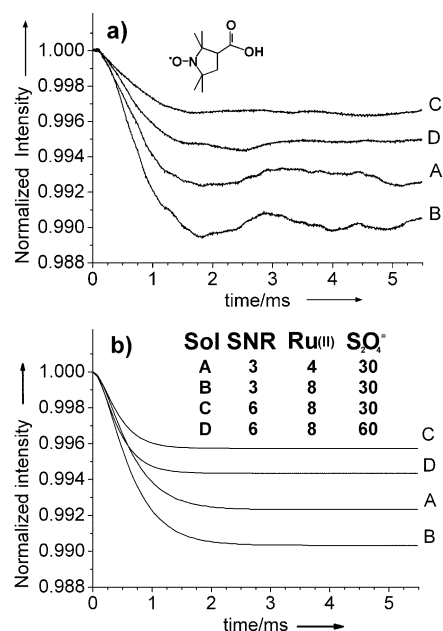 a)
O
OH
•O-N
Normalized Intensity
1.000
0.998
0.996
0.994
0.992
0.990
0.988
C
D
A
B
0 1 2 3 4 5
time/ms
b)
Sol SNR Ru(II) S2O4=
A 3 4 30
B 3 8 30
C 6 8 30
D 6 8 60
Normalized intensity
1.000
0.998
0.996
0.994
0.992
0.990
0.988
C
D
A
B
0 1 2 3 4 5
time/ms